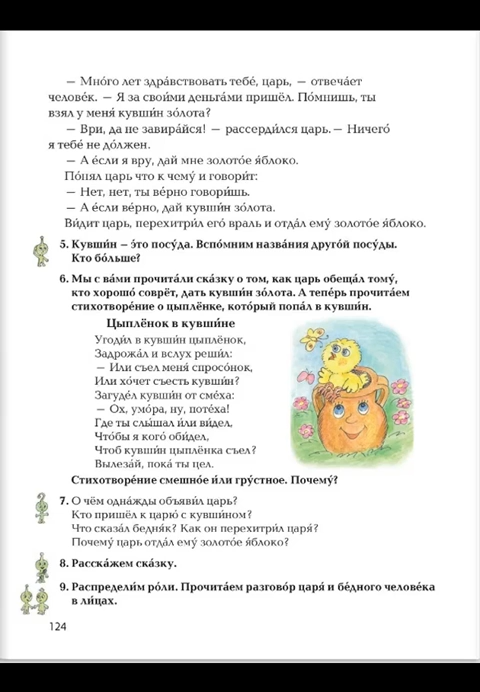 — Мно́го лет здра́вствовать тебе́, царь, — отвеча́ет
челове́к. — Я за свои́ми деньга́ми пришёл. По́мнишь, ты
взял у меня́ кувши́н зо́лота?
— Ври, да не завира́йся! — рассерди́лся царь.— Ничего́
я тебе́ не до́лжен.
— А е́сли я вру, дай мне золото́е я́блоко.
По́нял царь что к чему́ и говори́т:
— Нет, нет, ты ве́рно говори́шь.
— А е́сли ве́рно, дай кувши́н зо́лота.
Ви́дит царь, перехитри́л его́ враль и отда́л ему́ золото́е я́блоко.
5. Кувши́н — э́то посу́да. Вспо́мним назва́ния друго́й посу́ды.
Кто бо́льше?
6. Мы с ва́ми прочита́ли ска́зку о том, как царь обеща́л тому́,
кто хорошо́ соврёт, дать кувши́н зо́лота. А тепе́рь прочита́ем
стихотворе́ние о цыплёнке, кото́рый попа́л в кувши́н.
Цыплёнок в кувши́не
Угоди́л в кувши́н цыплёнок,
Задрожа́л и вслух реши́л:
— И́ли съел меня́ спросо́нок,
И́ли хо́чет съесть кувши́н?
Загуде́л кувши́н от сме́ха:
— Ох, умо́ра, ну, поте́ха!
Где ты слы́шал и́ли ви́дел,
Что́бы я кого́ оби́дел,
Чтоб кувши́н цыплёнка съел?
Вылеза́й, пока́ ты цел.
Стихотворе́ние смешно́е и́ли гру́стное. Почему́?
7. О чём одна́жды объяви́л царь?
Кто пришёл к царю́ с кувши́ном?
Что сказа́л бедня́к? Как он перехитри́л царя́?
Почему́ царь отда́л ему́ золото́е я́блоко?
8. Расска́жем ска́зку.
9. Распредели́м ро́ли. Прочита́ем разгово́р царя́ и бе́дного челове́ка
в ли́цах.
124